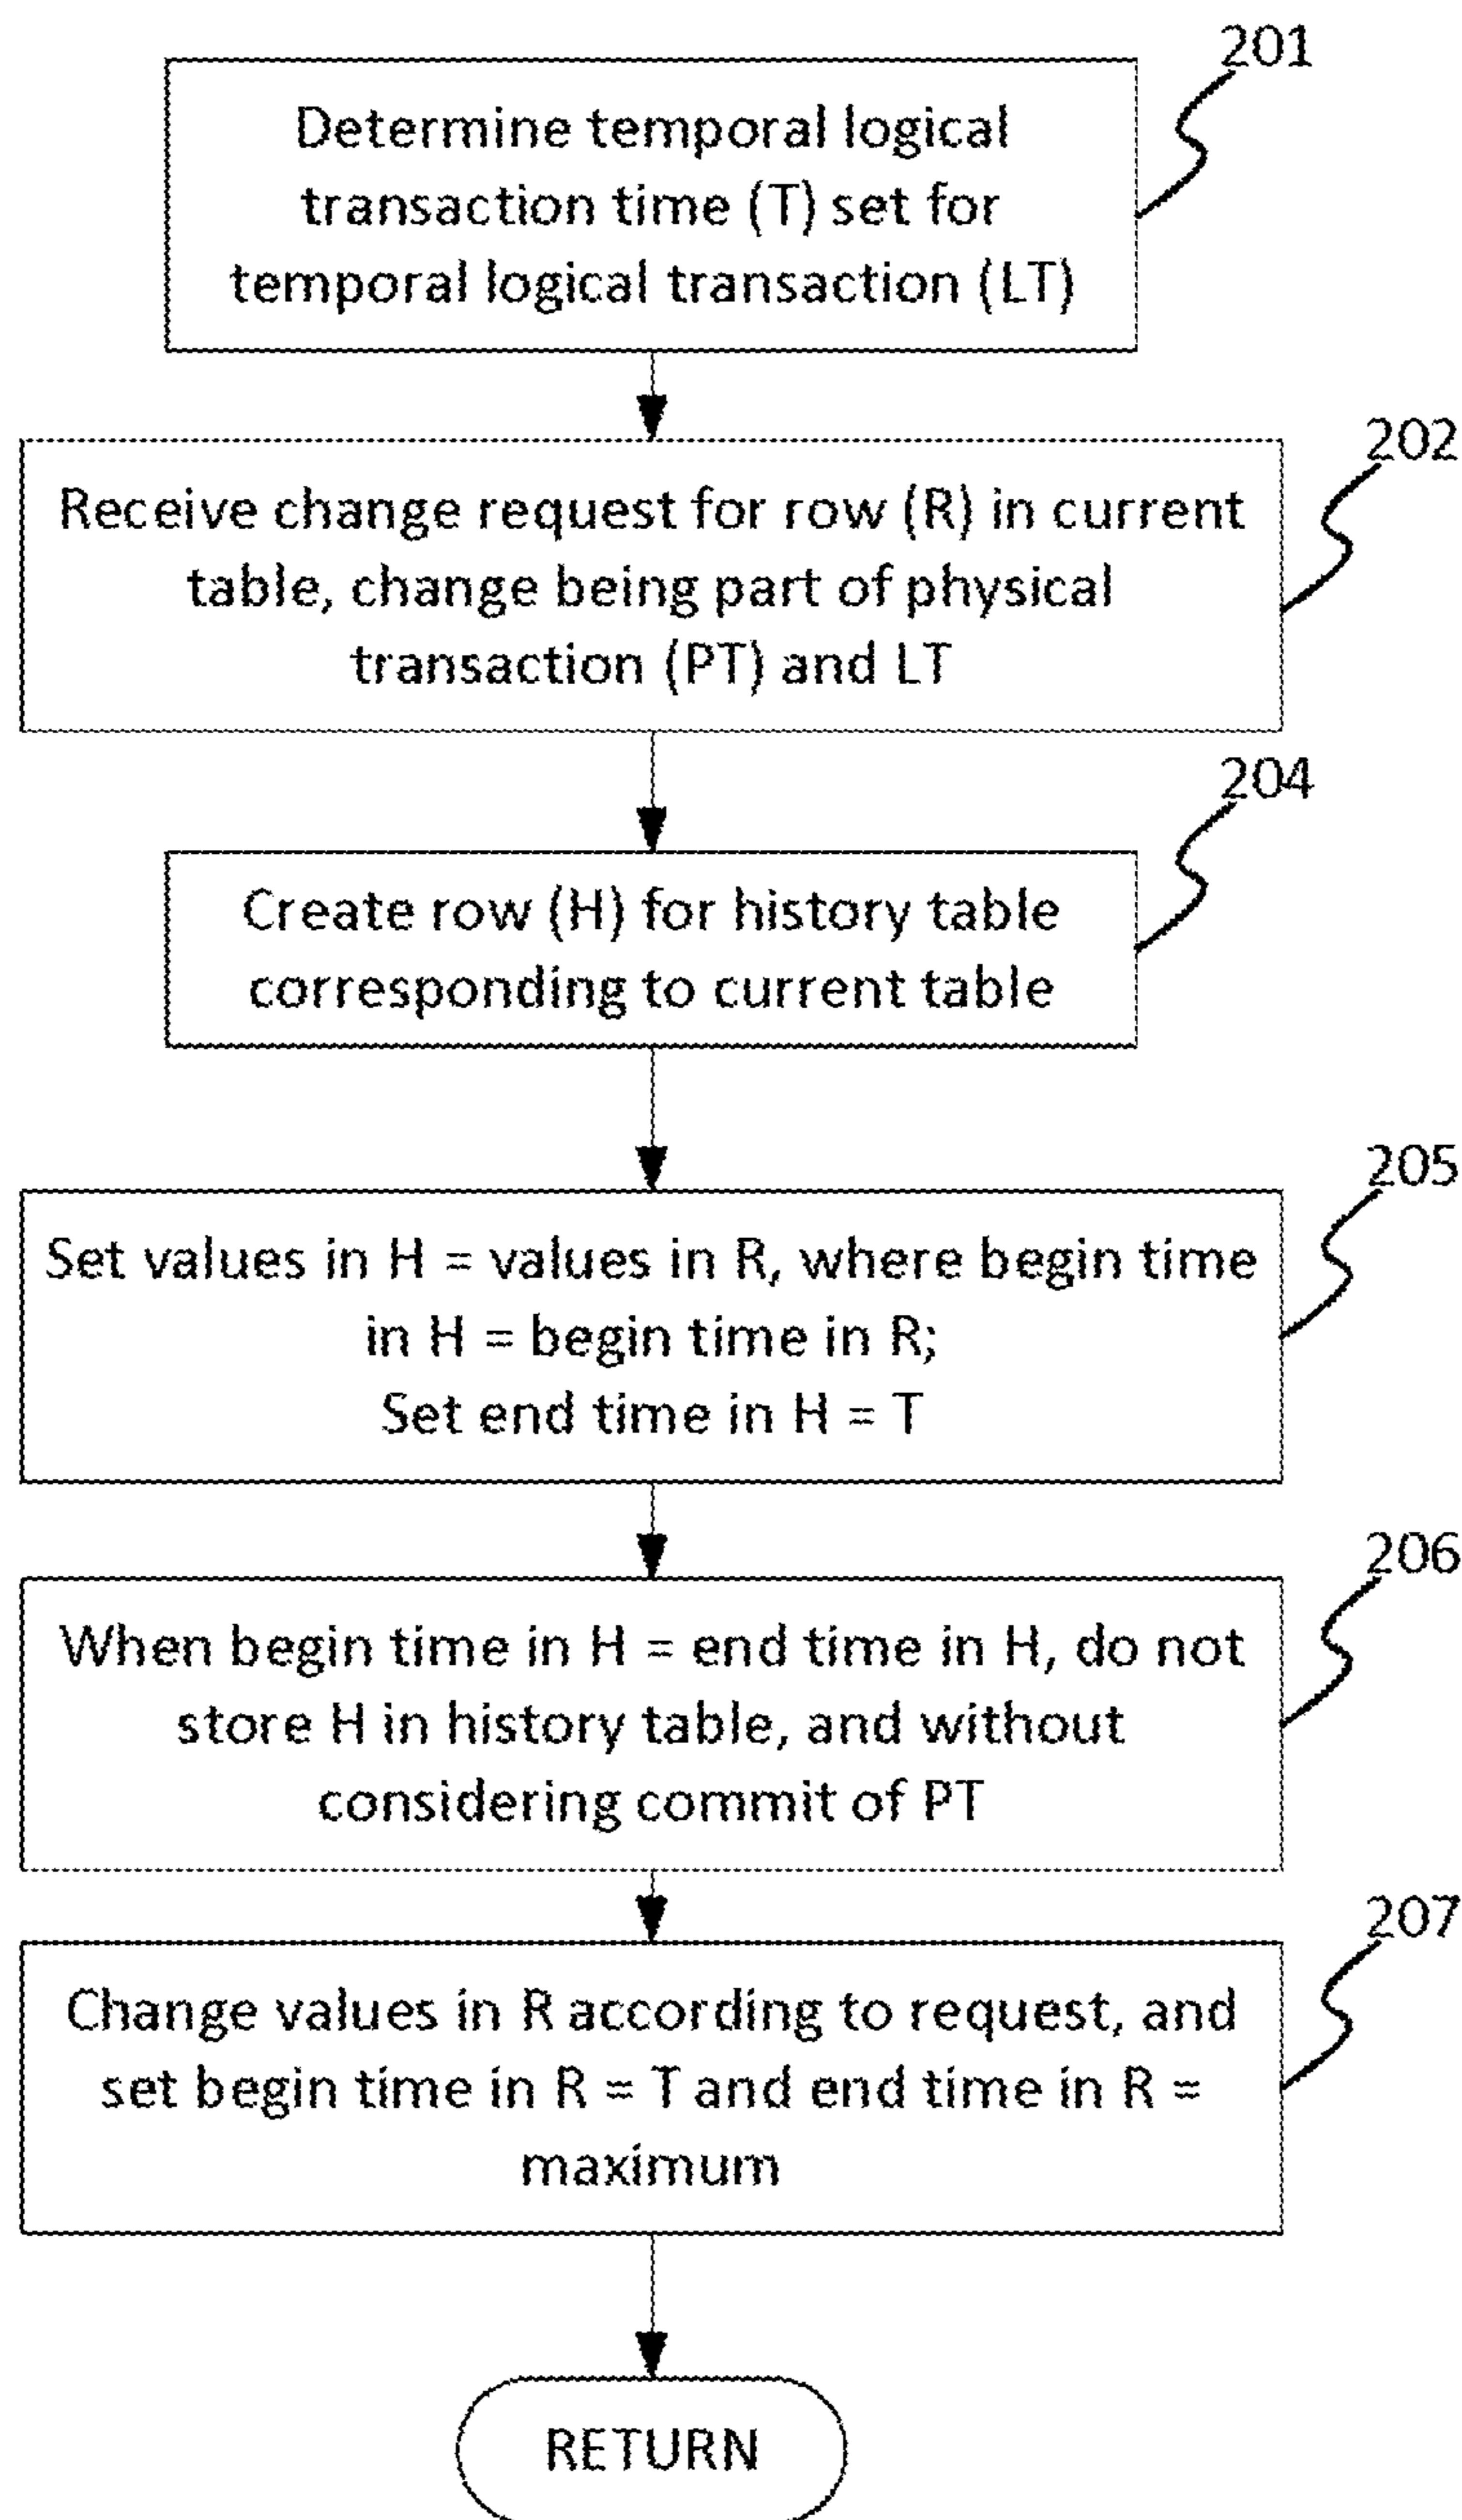 201
Determine temporal logical
transaction time (T) set for
temporal logical transaction (LT)
202
Receive change request for row (R) in current
table, change being part of physical
transaction (PT) and LT
204
Create row (H) for history table
corresponding to current table
205
Set values in H = values in R, where begin time
in H = begin time in R;
Set end time in H = T
206
When begin time in H = end time in H, do not
store H in history table, and without
considering commit of PT
207
Change values in R according to request, and
set begin time in R = T and end time in R =
maximum
RETURN